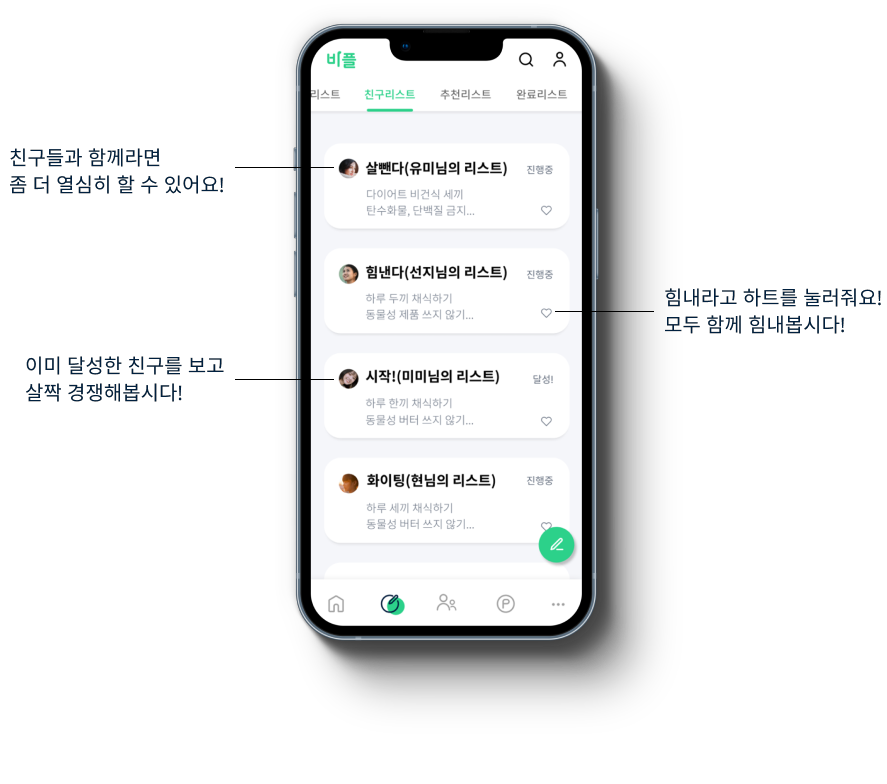 비플
리스트 친구리스트 추천리스트 완료리스트
친구들과 함께라면
좀 더 열심히 할 수 있어요!
살뺀다(유미님의 리스트) 진행중
다이어트 비건식 세끼
탄수화물, 단백질 금지...
힘낸다(선지님의 리스트) 진행중
하루 두끼 채식하기
동물성 제품 쓰지 않기...
힘내라고 하트를 눌러줘요!
모두 함께 힘내봅시다!
이미 달성한 친구를 보고
살짝 경쟁해봅시다!
시작!(미미님의 리스트) 달성!
하루 한끼 채식하기
동물성 버터 쓰지 않기...
화이팅(현님의 리스트) 진행중
하루 세끼 채식하기
동물성 버터 쓰지 않기...
P